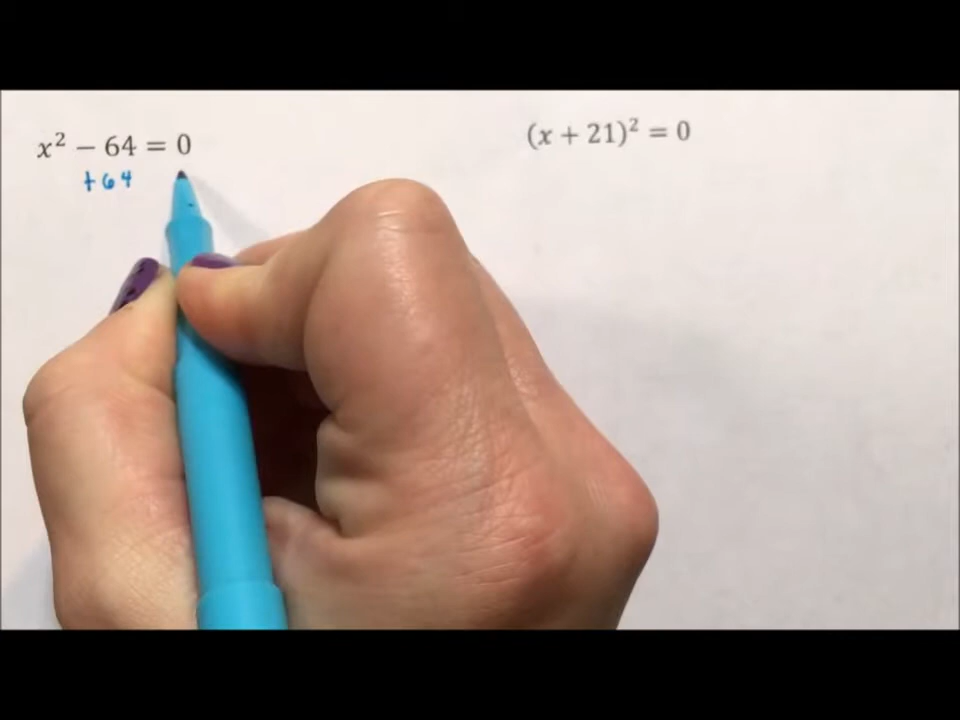 x² − 64 = 0
+64
(x + 21)² = 0